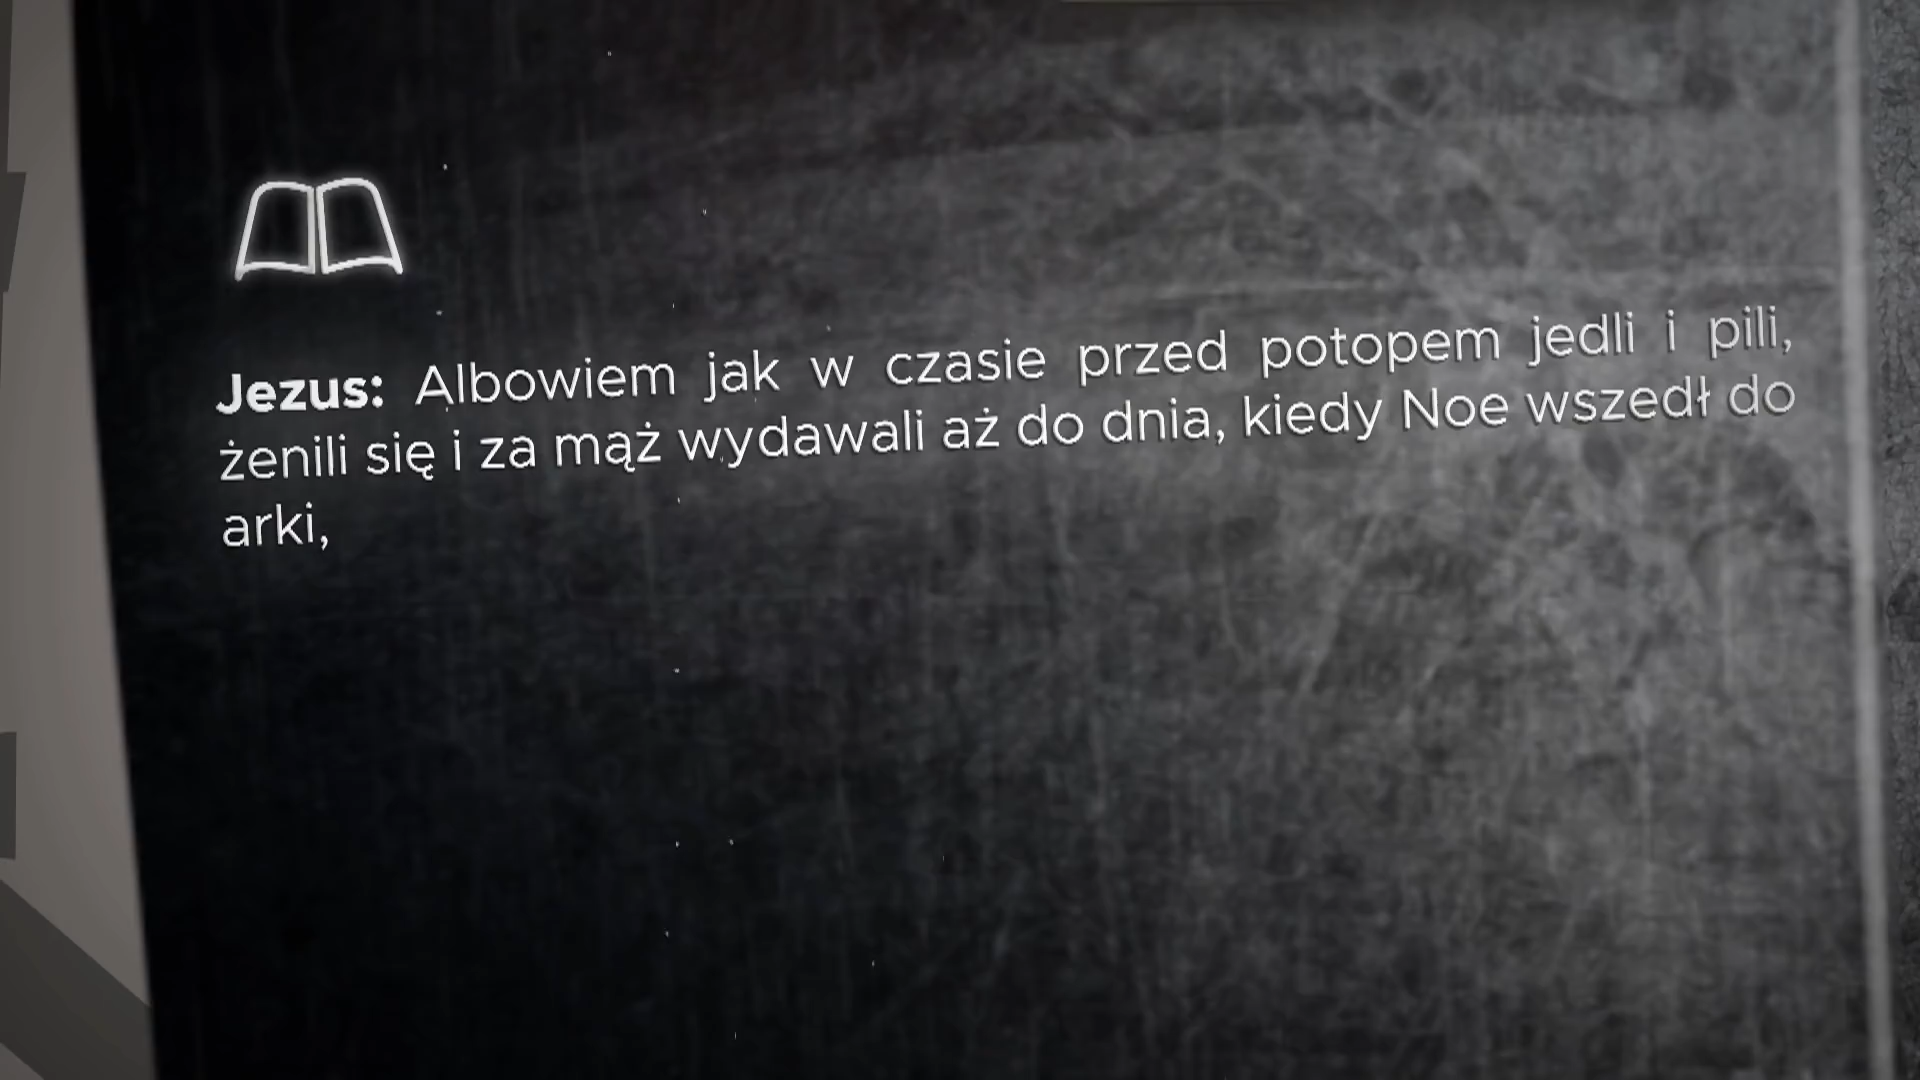 Jezus: Albowiem jak w czasie przed potopem jedli i pili,
żenili się i za mąż wydawali aż do dnia, kiedy Noe wszedł do
arki,